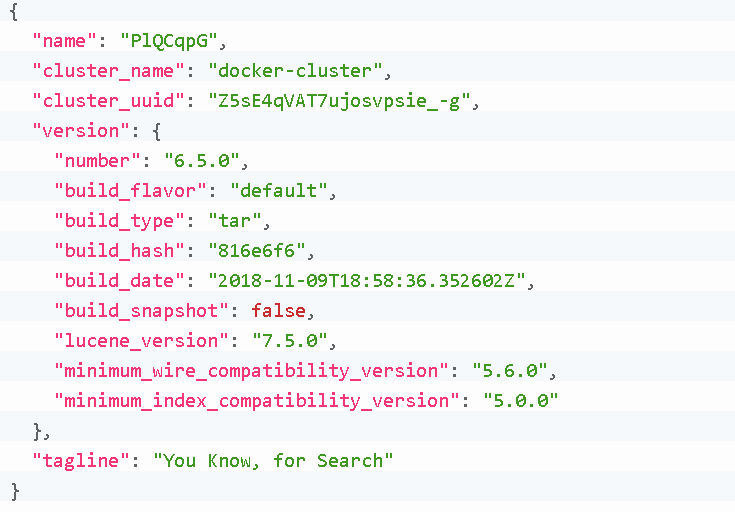 {
  "name": "PlQCqpG",
  "cluster_name": "docker-cluster",
  "cluster_uuid": "Z5sE4qVAT7ujosvpsie_-g",
  "version": {
    "number": "6.5.0",
    "build_flavor": "default",
    "build_type": "tar",
    "build_hash": "816e6f6",
    "build_date": "2018-11-09T18:58:36.352602Z",
    "build_snapshot": false,
    "lucene_version": "7.5.0",
    "minimum_wire_compatibility_version": "5.6.0",
    "minimum_index_compatibility_version": "5.0.0"
  },
  "tagline": "You Know, for Search"
}